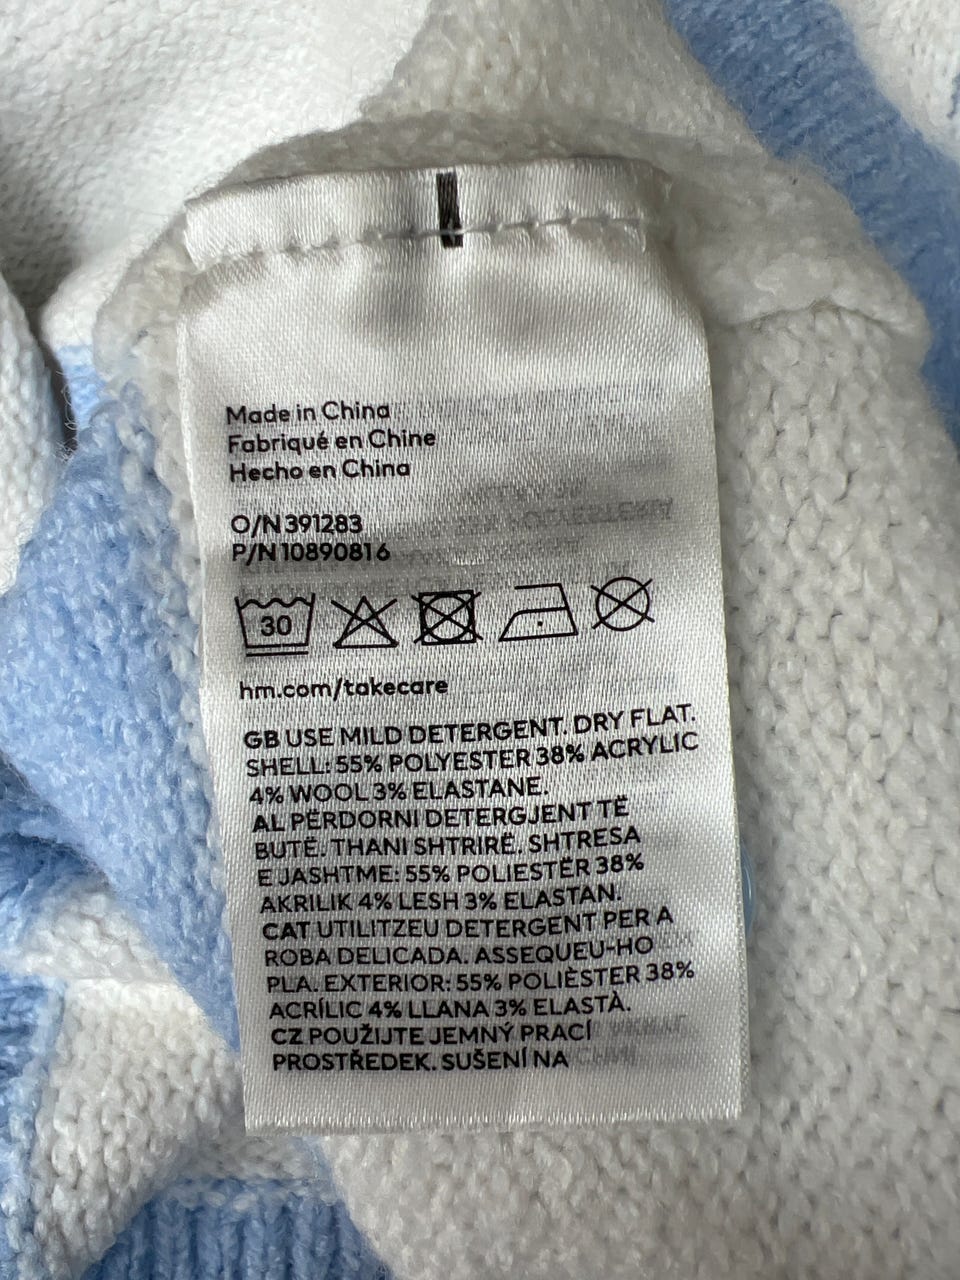 Made in China
Fabriqué en Chine
Hecho en China
O/N 391283
P/N 10890816
30
hm.com/takecare
GB USE MILD DETERGENT. DRY FLAT.
SHELL: 55% POLYESTER 38% ACRYLIC
4% WOOL 3% ELASTANE.
AL PËRDORNI DETERGJENT TË
BUTË. THANI SHTRIRË. SHTRESA
E JASHTME: 55% POLIESTËR 38%
AKRILIK 4% LESH 3% ELASTAN.
CAT UTILITZEU DETERGENT PER A
ROBA DELICADA. ASSEQUEU-HO
PLA. EXTERIOR: 55% POLIÈSTER 38%
ACRÍLIC 4% LLANA 3% ELASTÀ.
CZ POUŽIJTE JEMNÝ PRACÍ
PROSTŘEDEK. SUŠENÍ NA